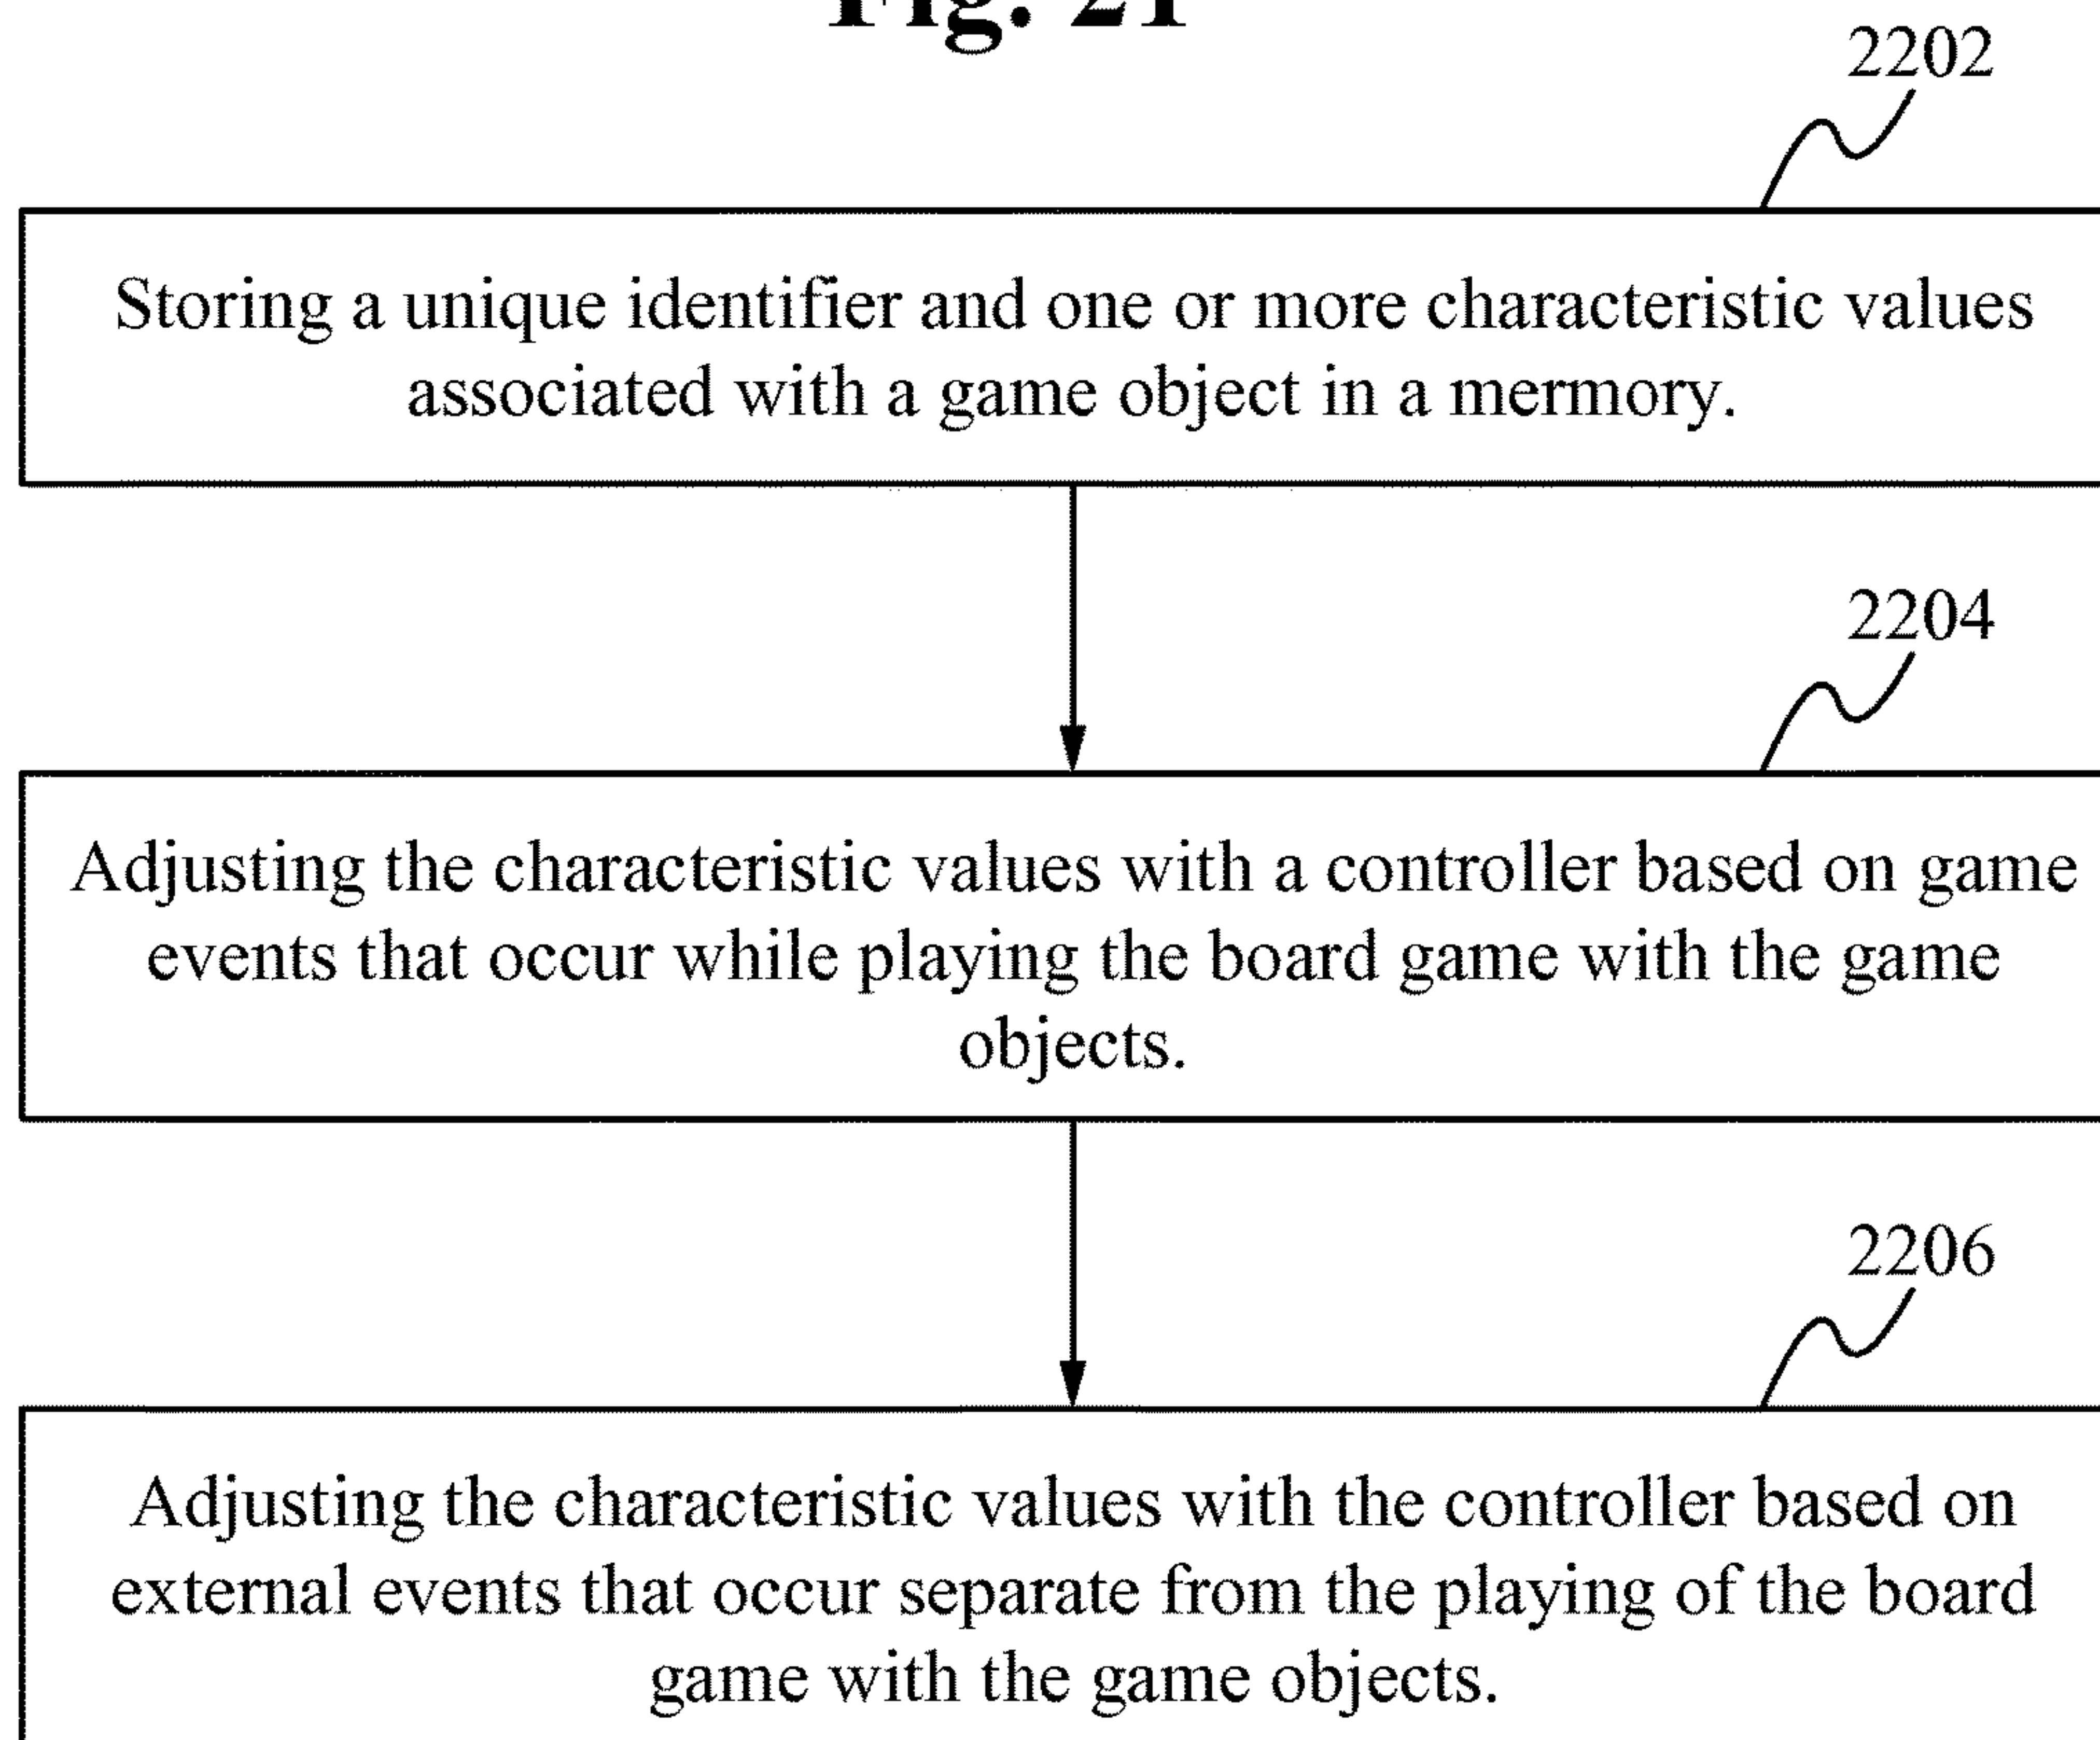 Fig. 21
2202
Storing a unique identifier and one or more characteristic values
associated with a game object in a mermory.
2204
Adjusting the characteristic values with a controller based on game
events that occur while playing the board game with the game
objects.
2206
Adjusting the characteristic values with the controller based on
external events that occur separate from the playing of the board
game with the game objects.